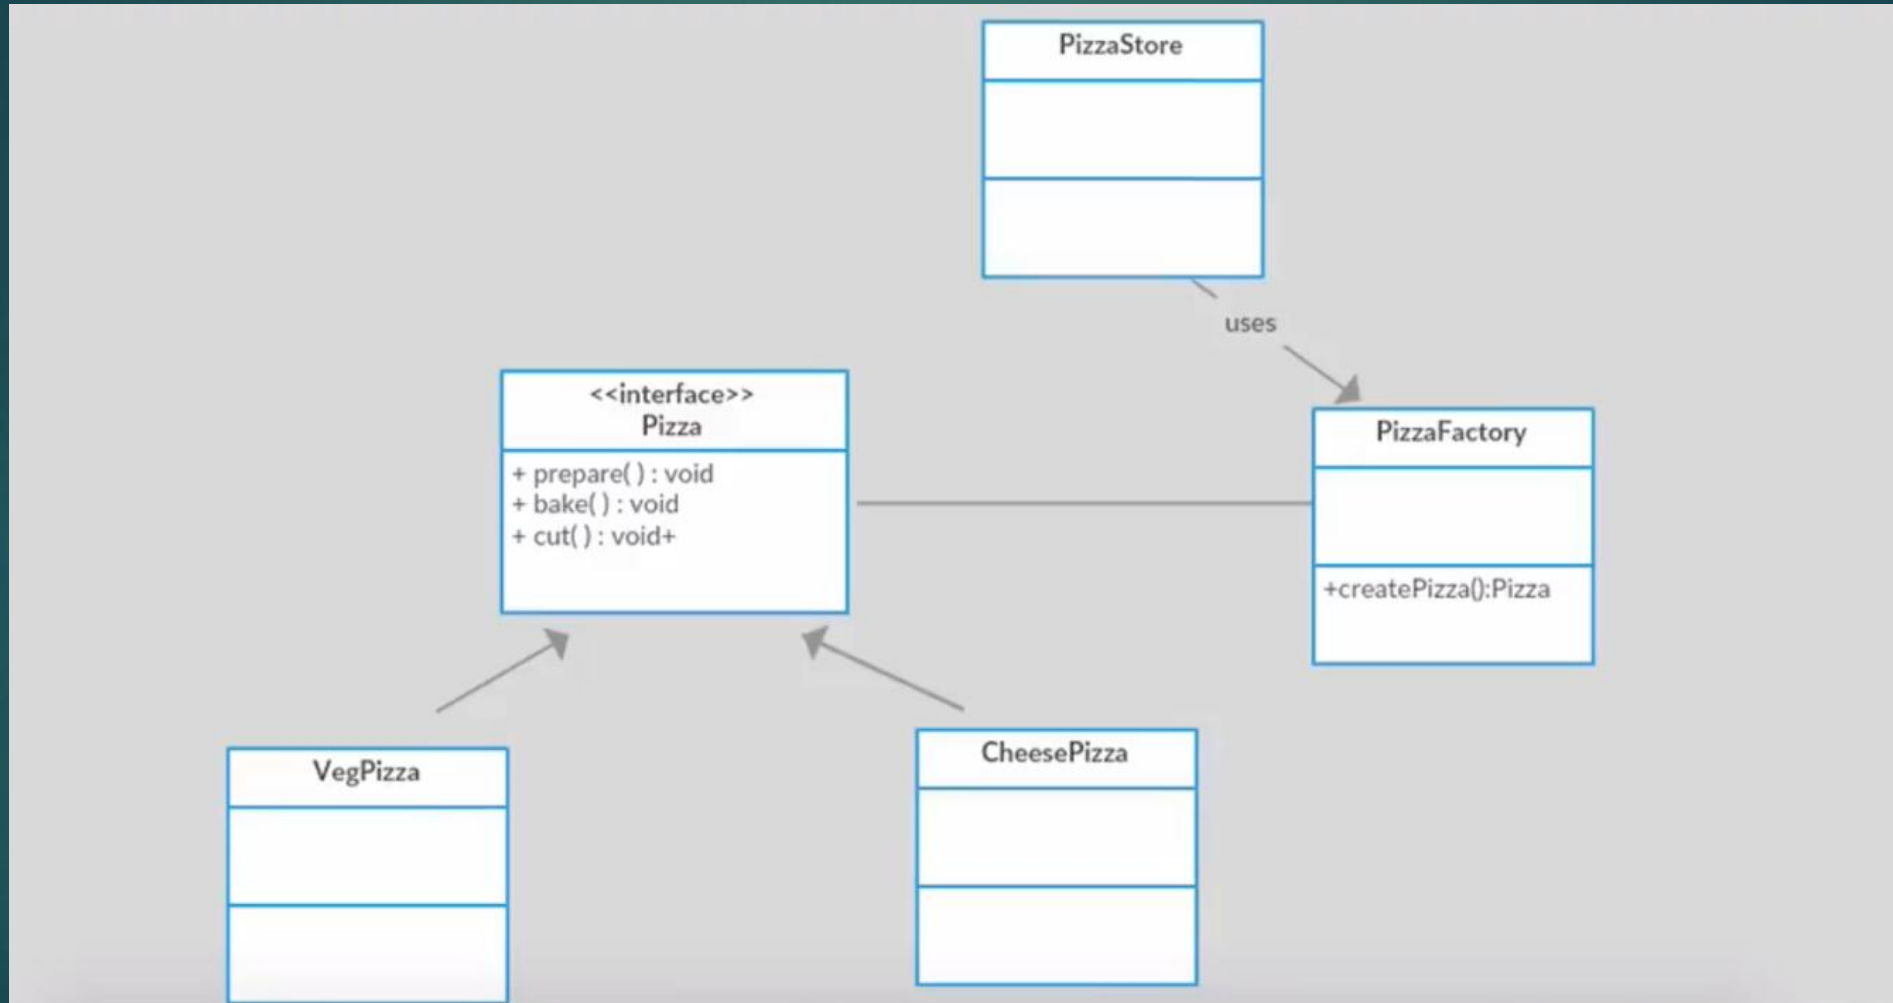 PizzaStore
uses
<<interface>>
Pizza
+ prepare( ) : void
+ bake( ) : void
+ cut( ) : void+
PizzaFactory
+createPizza():Pizza
VegPizza
CheesePizza